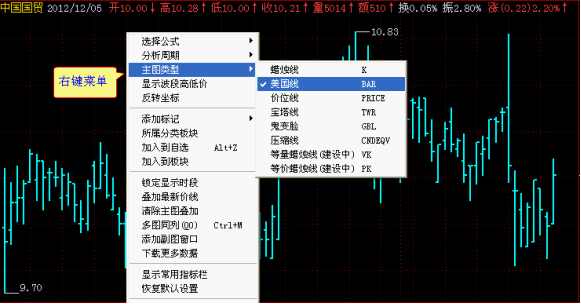 中国国贸 2012/12/05 开10.00↓高10.28↑低10.00↑收10.21↑量5014↑额510↑换0.05% 振2.80% 涨(0.22)2.20%↑
10.83
右键菜单
选择公式
分析周期
主图类型
显示波段高低价
反转坐标
添加标记
所属分类板块
加入到自选 Alt+Z
加入到板块
锁定显示时段
叠加最新价线
清除主图叠加
多图同列(QQ) Ctrl+M
添加副图窗口
下载更多数据
显示常用指标栏
恢复默认设置
蜡烛线 K
美国线 BAR
价位线 PRICE
宝塔线 TWR
鬼变脸 GBL
压缩线 CNDEQV
等量蜡烛线(建设中) VK
等价蜡烛线(建设中) PK
9.70